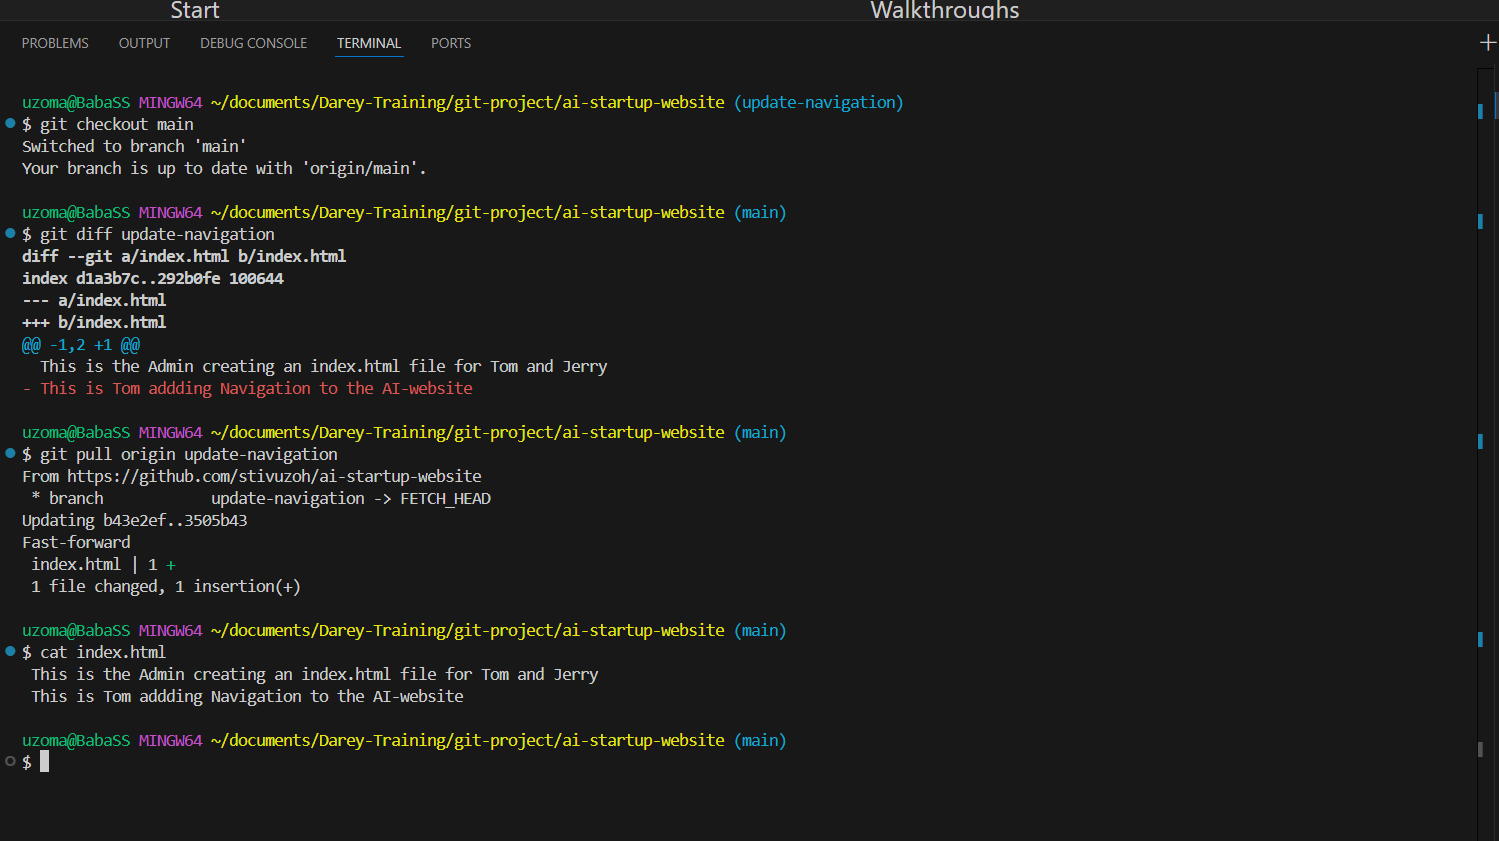 Start Walkthroughs
PROBLEMS OUTPUT DEBUG CONSOLE TERMINAL PORTS
uzoma@BabaSS MINGW64 ~/documents/Darey-Training/git-project/ai-startup-website (update-navigation)
$ git checkout main
Switched to branch 'main'
Your branch is up to date with 'origin/main'.
uzoma@BabaSS MINGW64 ~/documents/Darey-Training/git-project/ai-startup-website (main)
$ git diff update-navigation
diff --git a/index.html b/index.html
index d1a3b7c..292b0fe 100644
--- a/index.html
+++ b/index.html
@@ -1,2 +1 @@
  This is the Admin creating an index.html file for Tom and Jerry
- This is Tom addding Navigation to the AI-website
uzoma@BabaSS MINGW64 ~/documents/Darey-Training/git-project/ai-startup-website (main)
$ git pull origin update-navigation
From https://github.com/stivuzoh/ai-startup-website
 * branch            update-navigation -> FETCH_HEAD
Updating b43e2ef..3505b43
Fast-forward
 index.html | 1 +
 1 file changed, 1 insertion(+)
uzoma@BabaSS MINGW64 ~/documents/Darey-Training/git-project/ai-startup-website (main)
$ cat index.html
 This is the Admin creating an index.html file for Tom and Jerry
 This is Tom addding Navigation to the AI-website
uzoma@BabaSS MINGW64 ~/documents/Darey-Training/git-project/ai-startup-website (main)
$